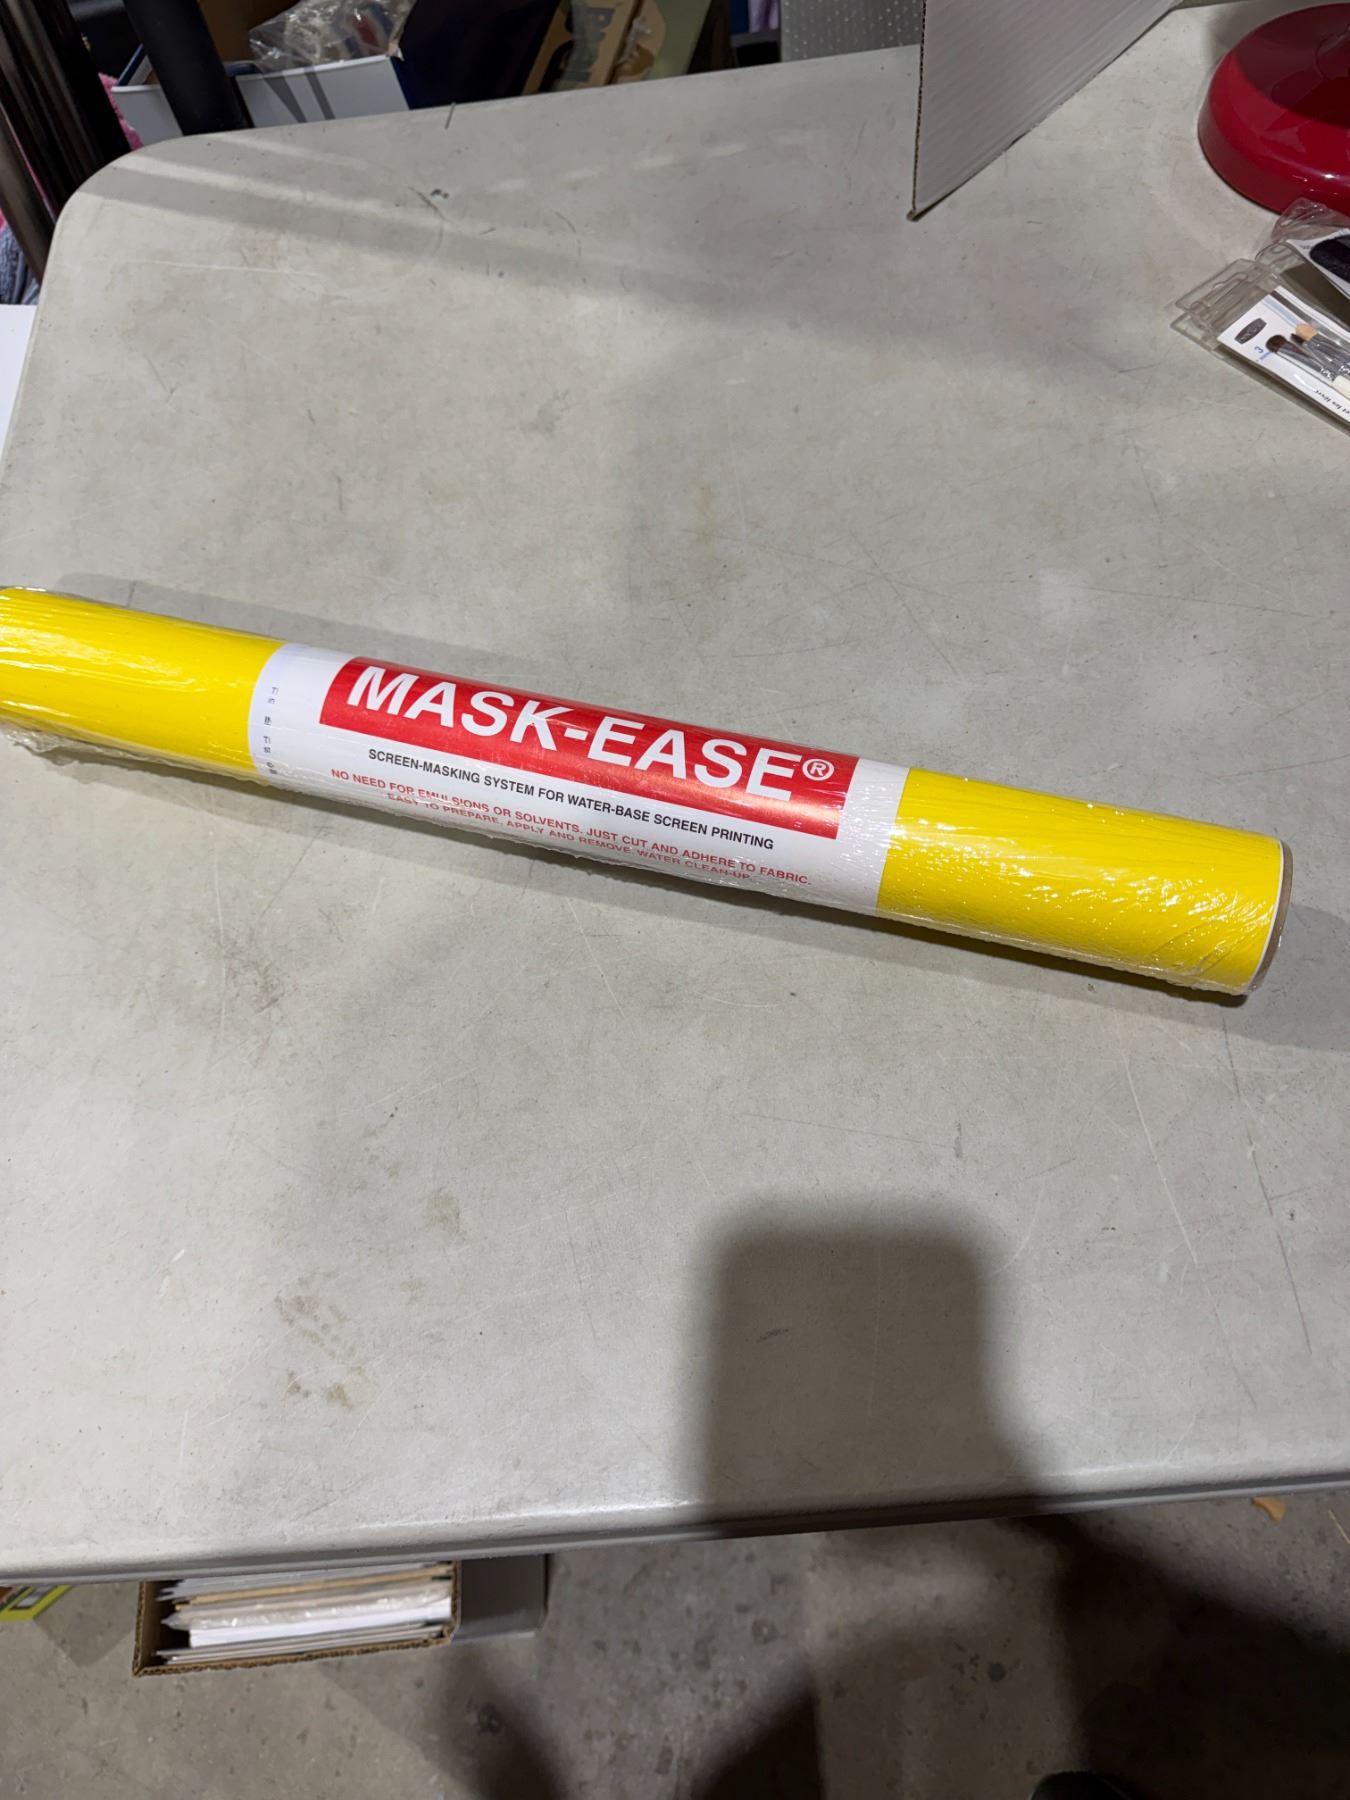 MASK-EASE®
SCREEN-MASKING SYSTEM FOR WATER-BASE SCREEN PRINTING
NO NEED FOR EMULSIONS OR SOLVENTS. JUST CUT AND ADHERE TO FABRIC.
EASY TO PREPARE, APPLY AND REMOVE. WATER CLEAN-UP.